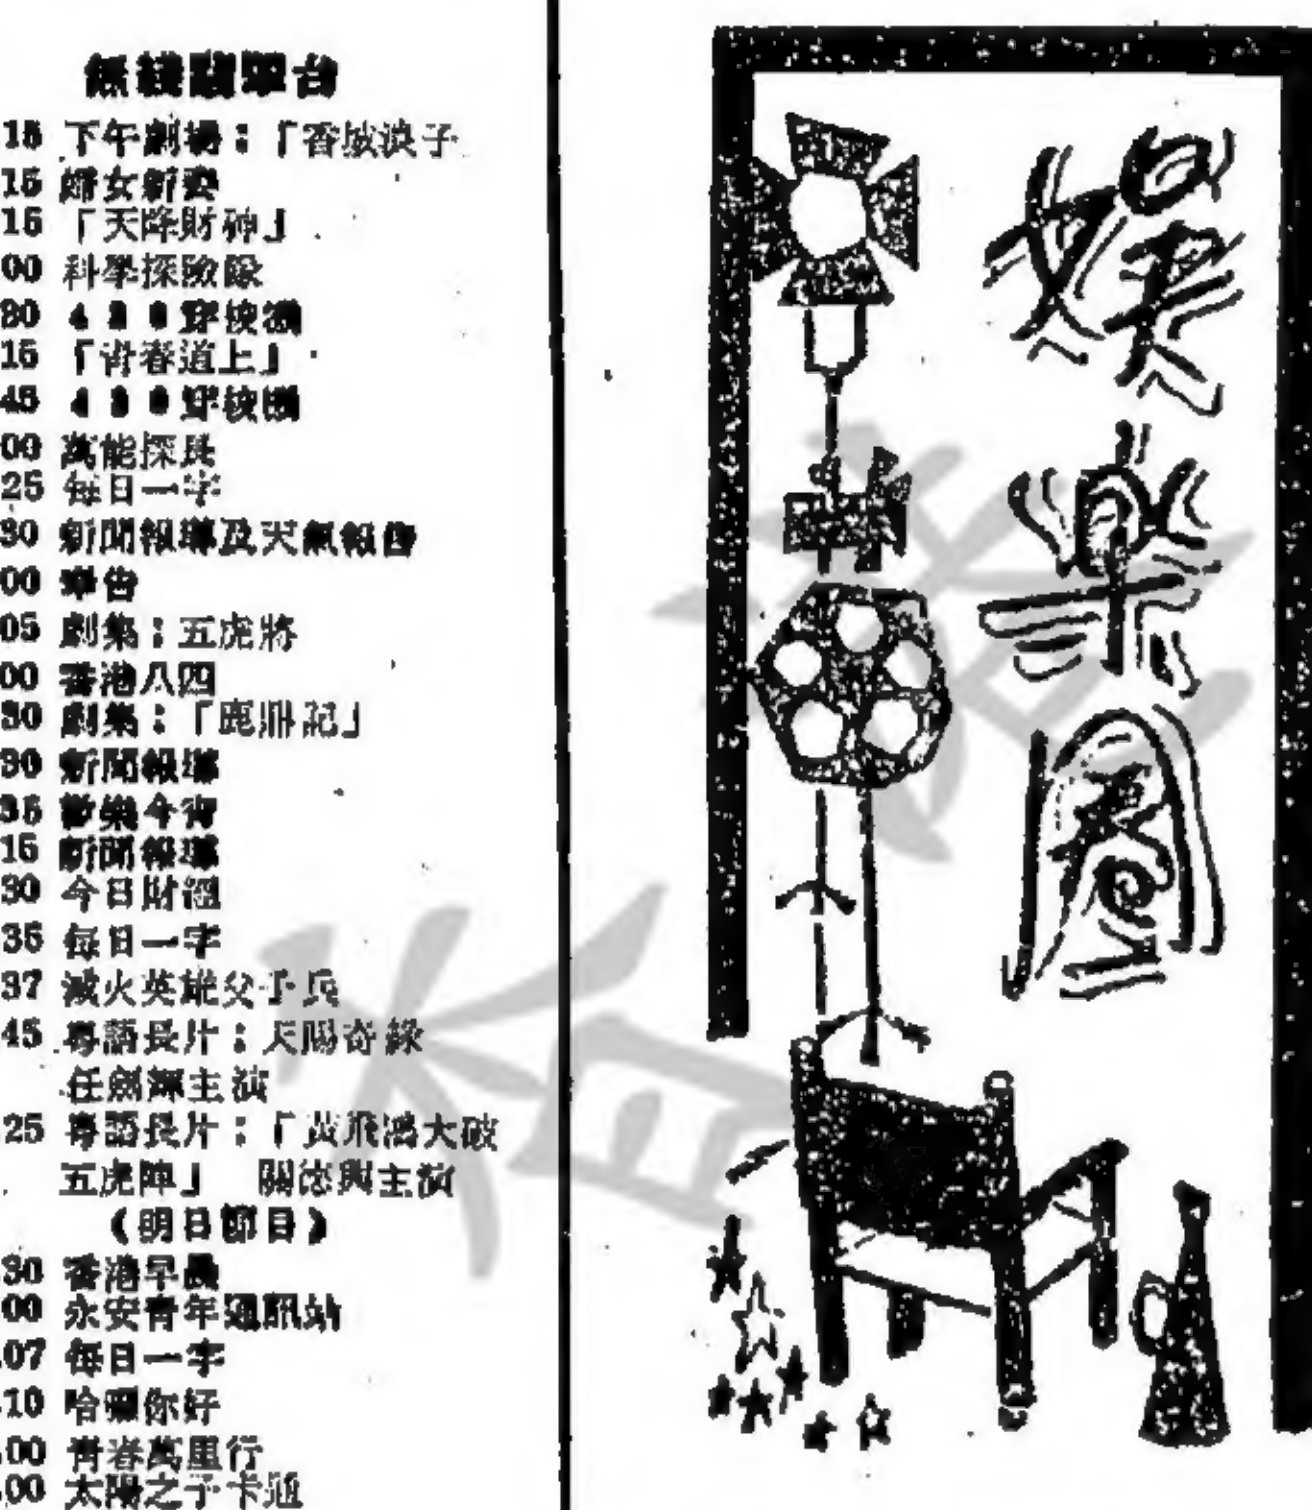 無綫翡翠台
15 下午劇場：「香城浪子
15 婦女新姿
15 「天降財神」
00 科學探險隊
30 430穿梭機
15 「青春道上」
45 430穿梭機
00 萬能探長
25 每日一字
30 新聞報導及天氣報告
00 畢告
05 劇集：五虎將
00 香港八四
30 劇集：「鹿鼎記」
30 新聞報導
35 歡樂今宵
15 新聞報導
30 今日財經
35 每日一字
37 滅火英雄父子兵
45 粵語長片：天賜奇緣
任劍輝主演
25 粵語長片：「黃飛鴻大破
五虎陣」 關德興主演
（明日節目）
30 香港早晨
00 永安青年通訊站
07 每日一字
10 哈囉你好
00 青春萬里行
00 太陽之子卡通
娛樂圈